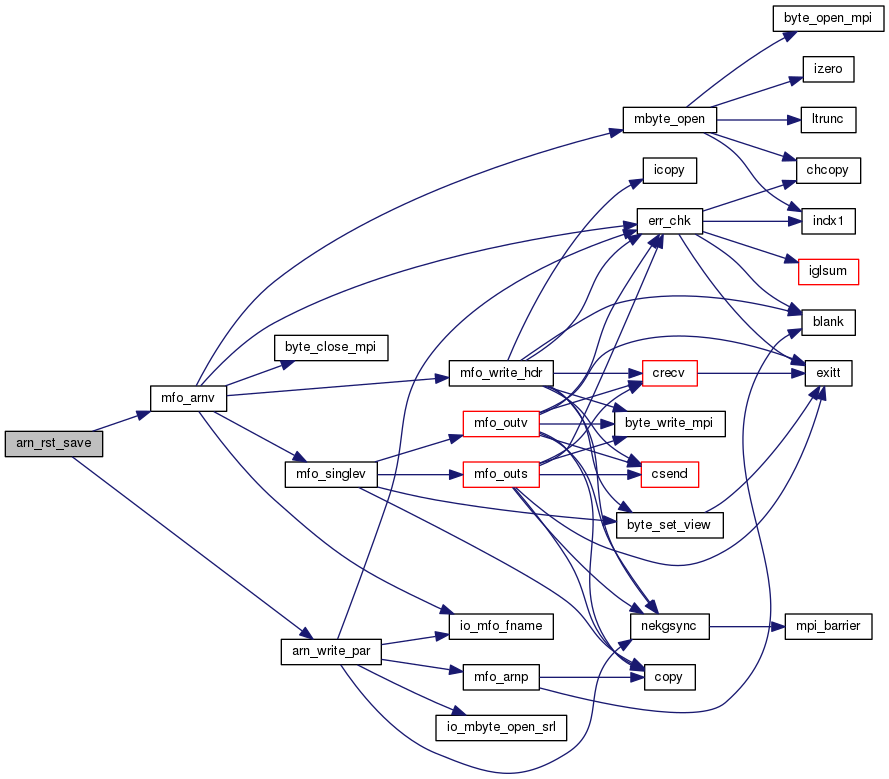 byte_open_mpi
izero
mbyte_open
ltrunc
icopy
chcopy
err_chk
indx1
iglsum
blank
byte_close_mpi
mfo_write_hdr
crecv
exitt
mfo_arnv
mfo_outv
byte_write_mpi
arn_rst_save
mfo_singlev
mfo_outs
csend
byte_set_view
io_mfo_fname
nekgsync
mpi_barrier
arn_write_par
mfo_arnp
copy
io_mbyte_open_srl